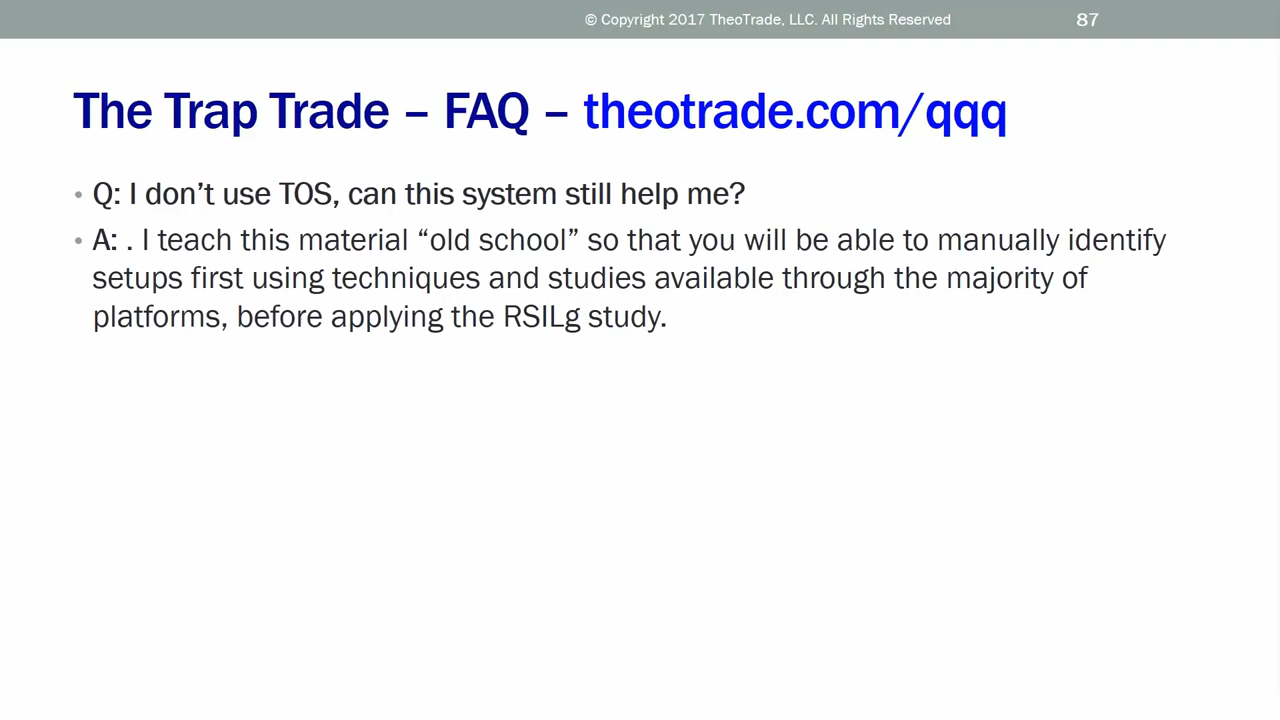 © Copyright 2017 TheoTrade, LLC. All Rights Reserved 87
The Trap Trade – FAQ – theotrade.com/qqq
• Q: I don’t use TOS, can this system still help me?
• A: . I teach this material “old school” so that you will be able to manually identify
setups first using techniques and studies available through the majority of
platforms, before applying the RSILg study.